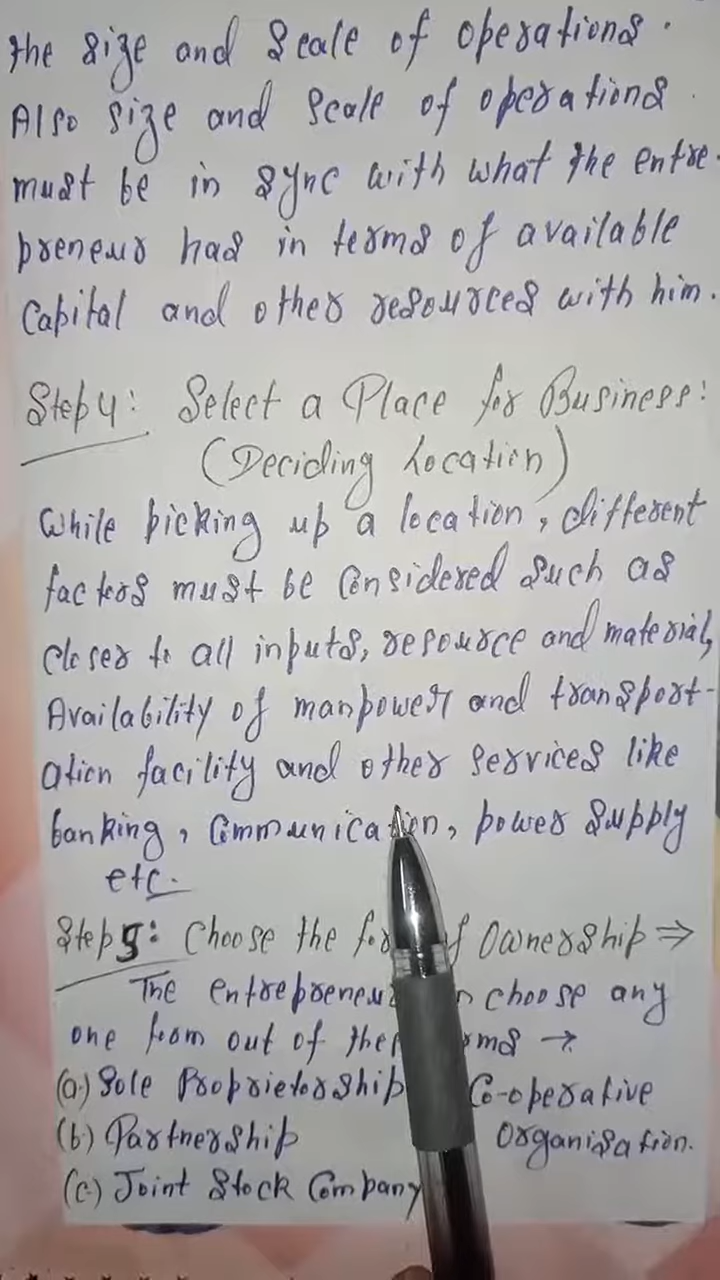 the size and Scale of operations.
Also size and scale of operations
must be in sync with what the entre-
preneur has in terms of available
Capital and other resources with him.
Step 4: Select a Place for Business:
(Deciding Location)
While picking up a location, different
factors must be Considered Such as
closer to all inputs, resource and material,
Availability of manpower and transport-
ation facility and other services like
banking, Communication, power Supply
etc.
Step 5: Choose the of Ownership ⇒
The entrepreneur choose any
one from out of →
(a) Sole Proprietorship Co-operative
(b) Partnership Organisation.
(c) Joint Stock Company